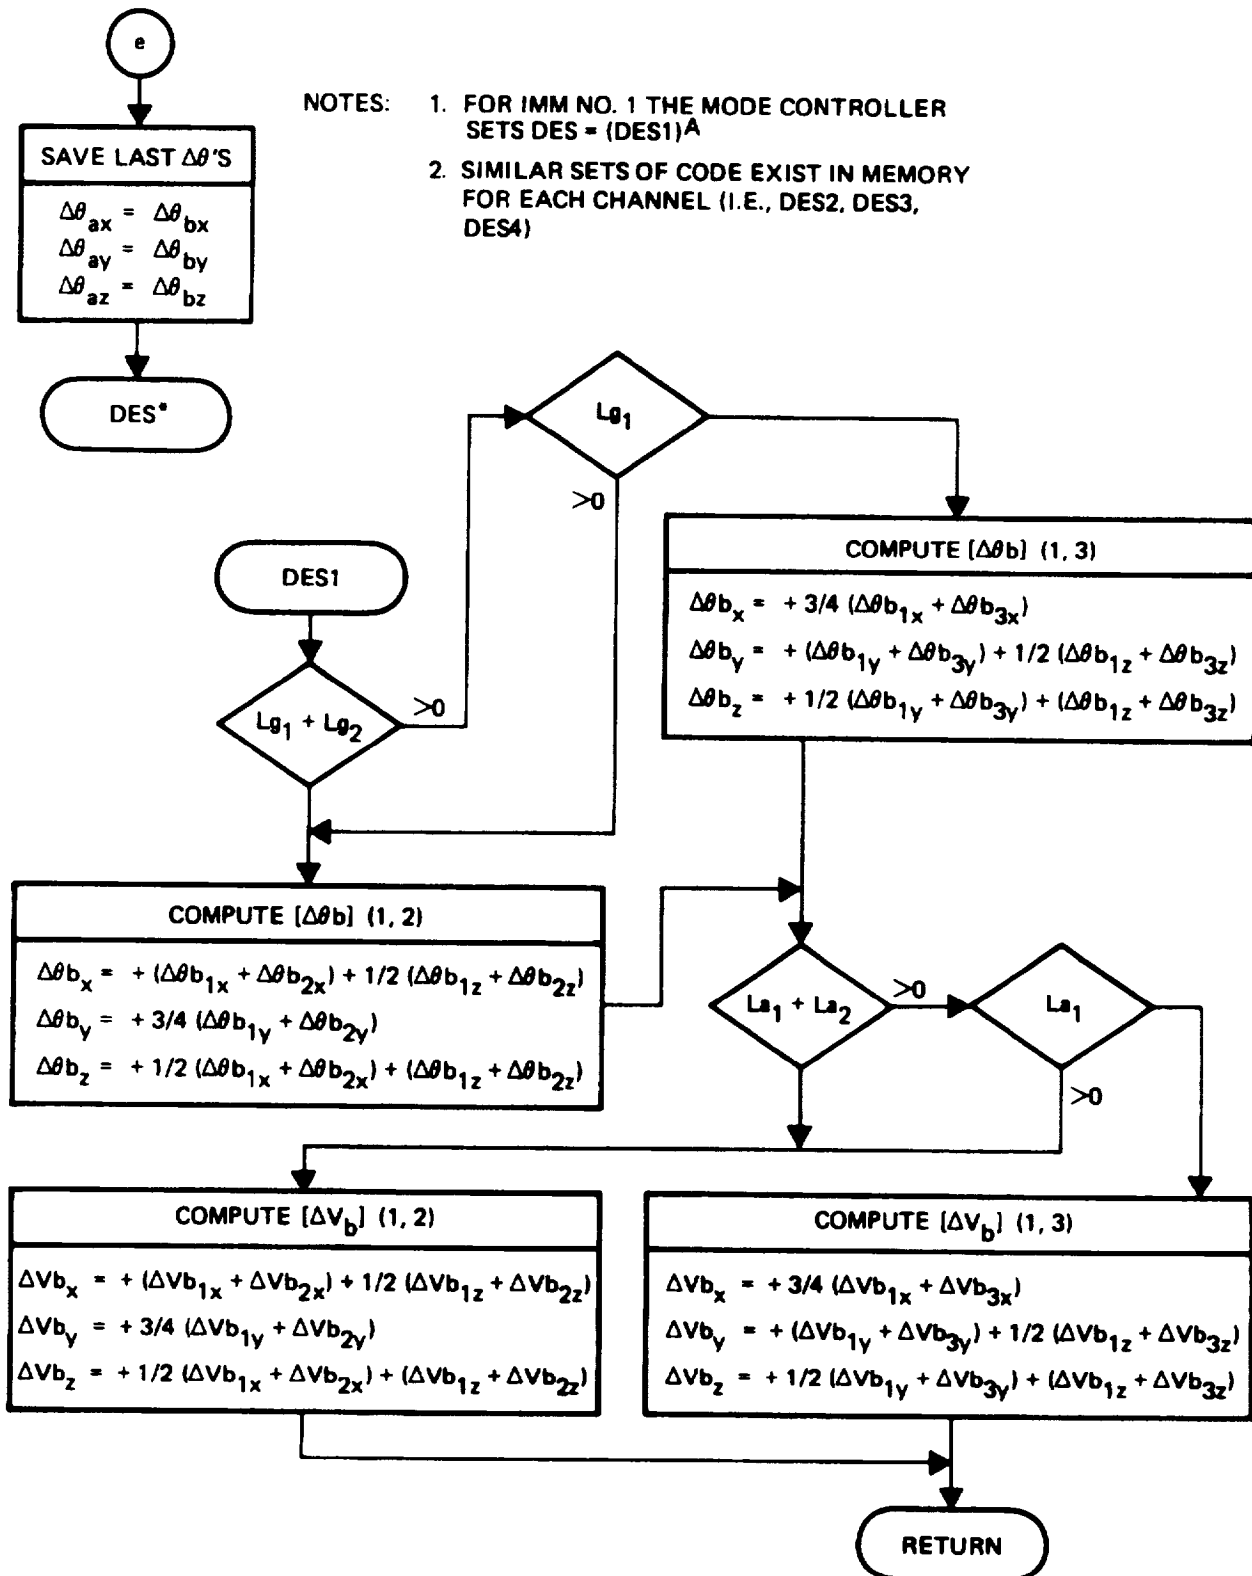 e
NOTES: 1. FOR IMM NO. 1 THE MODE CONTROLLER
SETS DES = (DES1)A
2. SIMILAR SETS OF CODE EXIST IN MEMORY
FOR EACH CHANNEL (I.E., DES2, DES3,
DES4)
SAVE LAST Δθ'S
Δθax = Δθbx
Δθay = Δθby
Δθaz = Δθbz
DES*
Lg1
>0
DES1
Lg1 + Lg2
>0
COMPUTE [Δθb] (1, 3)
Δθbx = + 3/4 (Δθb1x + Δθb3x)
Δθby = + (Δθb1y + Δθb3y) + 1/2 (Δθb1z + Δθb3z)
Δθbz = + 1/2 (Δθb1y + Δθb3y) + (Δθb1z + Δθb3z)
COMPUTE [Δθb] (1, 2)
Δθbx = + (Δθb1x + Δθb2x) + 1/2 (Δθb1z + Δθb2z)
Δθby = + 3/4 (Δθb1y + Δθb2y)
Δθbz = + 1/2 (Δθb1x + Δθb2x) + (Δθb1z + Δθb2z)
La1 + La2
>0
La1
>0
COMPUTE [ΔVb] (1, 2)
ΔVbx = + (ΔVb1x + ΔVb2x) + 1/2 (ΔVb1z + ΔVb2z)
ΔVby = + 3/4 (ΔVb1y + ΔVb2y)
ΔVbz = + 1/2 (ΔVb1x + ΔVb2x) + (ΔVb1z + ΔVb2z)
COMPUTE [ΔVb] (1, 3)
ΔVbx = + 3/4 (ΔVb1x + ΔVb3x)
ΔVby = + (ΔVb1y + ΔVb3y) + 1/2 (ΔVb1z + ΔVb3z)
ΔVbz = + 1/2 (ΔVb1y + ΔVb3y) + (ΔVb1z + ΔVb3z)
RETURN